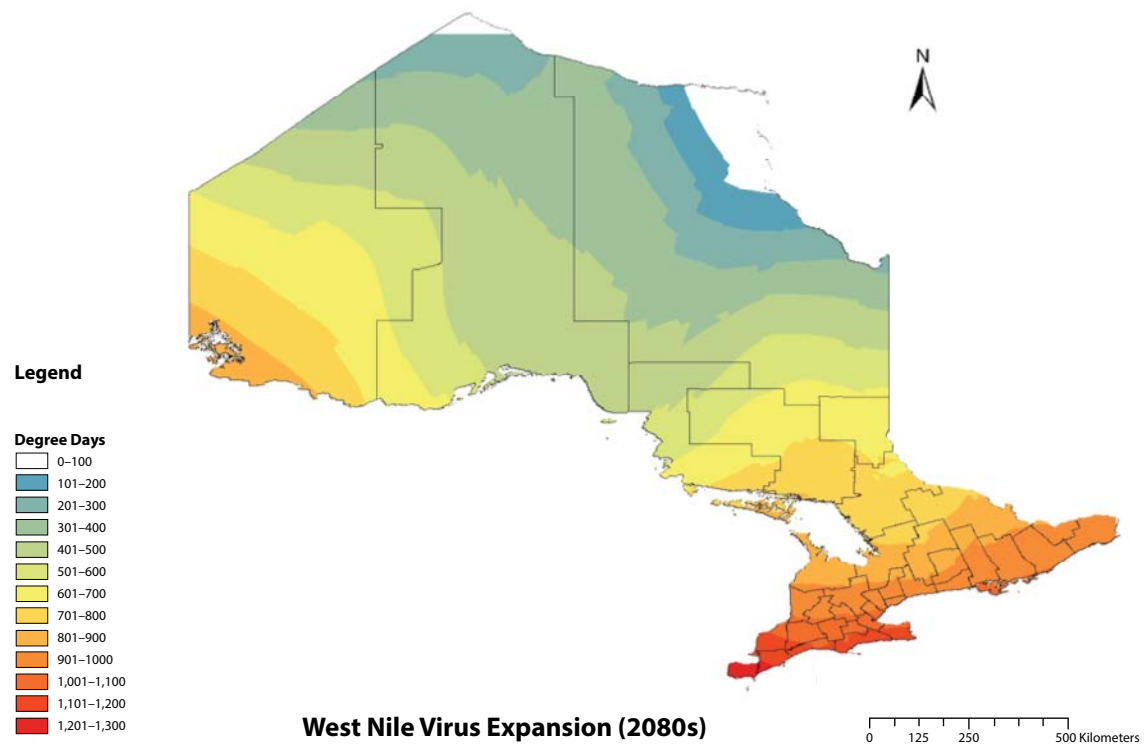 N
Legend
Degree Days
0–100
101–200
201–300
301–400
401–500
501–600
601–700
701–800
801–900
901–1000
1,001–1,100
1,101–1,200
1,201–1,300
West Nile Virus Expansion (2080s)
0 125 250 500 Kilometers